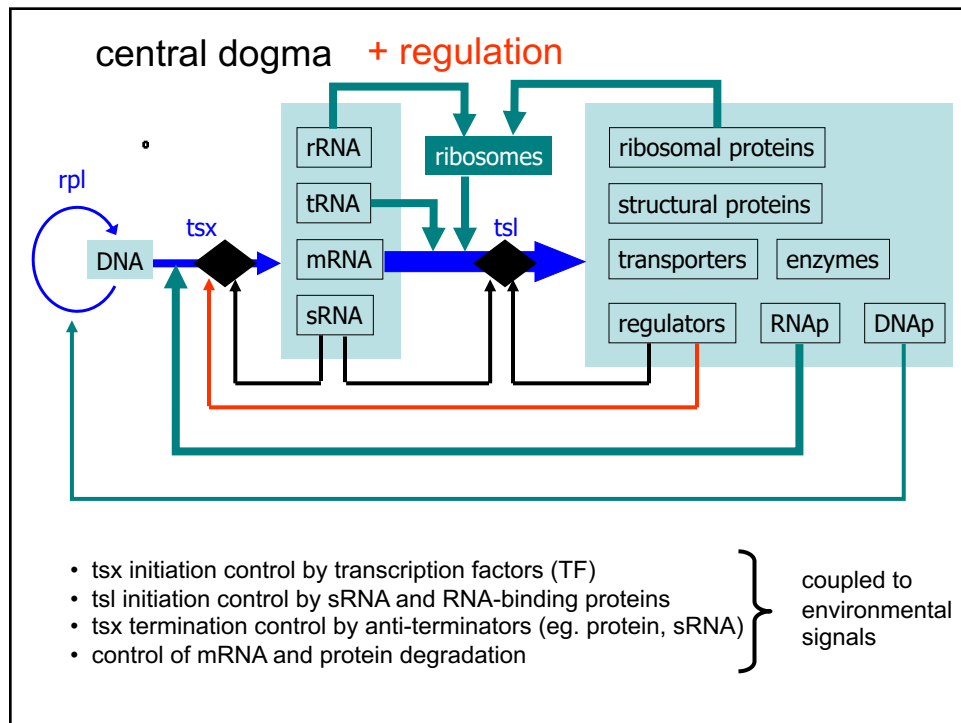 central dogma + regulation
rRNA
ribosomes
ribosomal proteins
rpl
tRNA
structural proteins
tsx
tsl
DNA
mRNA
transporters
enzymes
sRNA
regulators
RNAp
DNAp
• tsx initiation control by transcription factors (TF)
• tsl initiation control by sRNA and RNA-binding proteins
• tsx termination control by anti-terminators (eg. protein, sRNA)
• control of mRNA and protein degradation
coupled to
environmental
signals